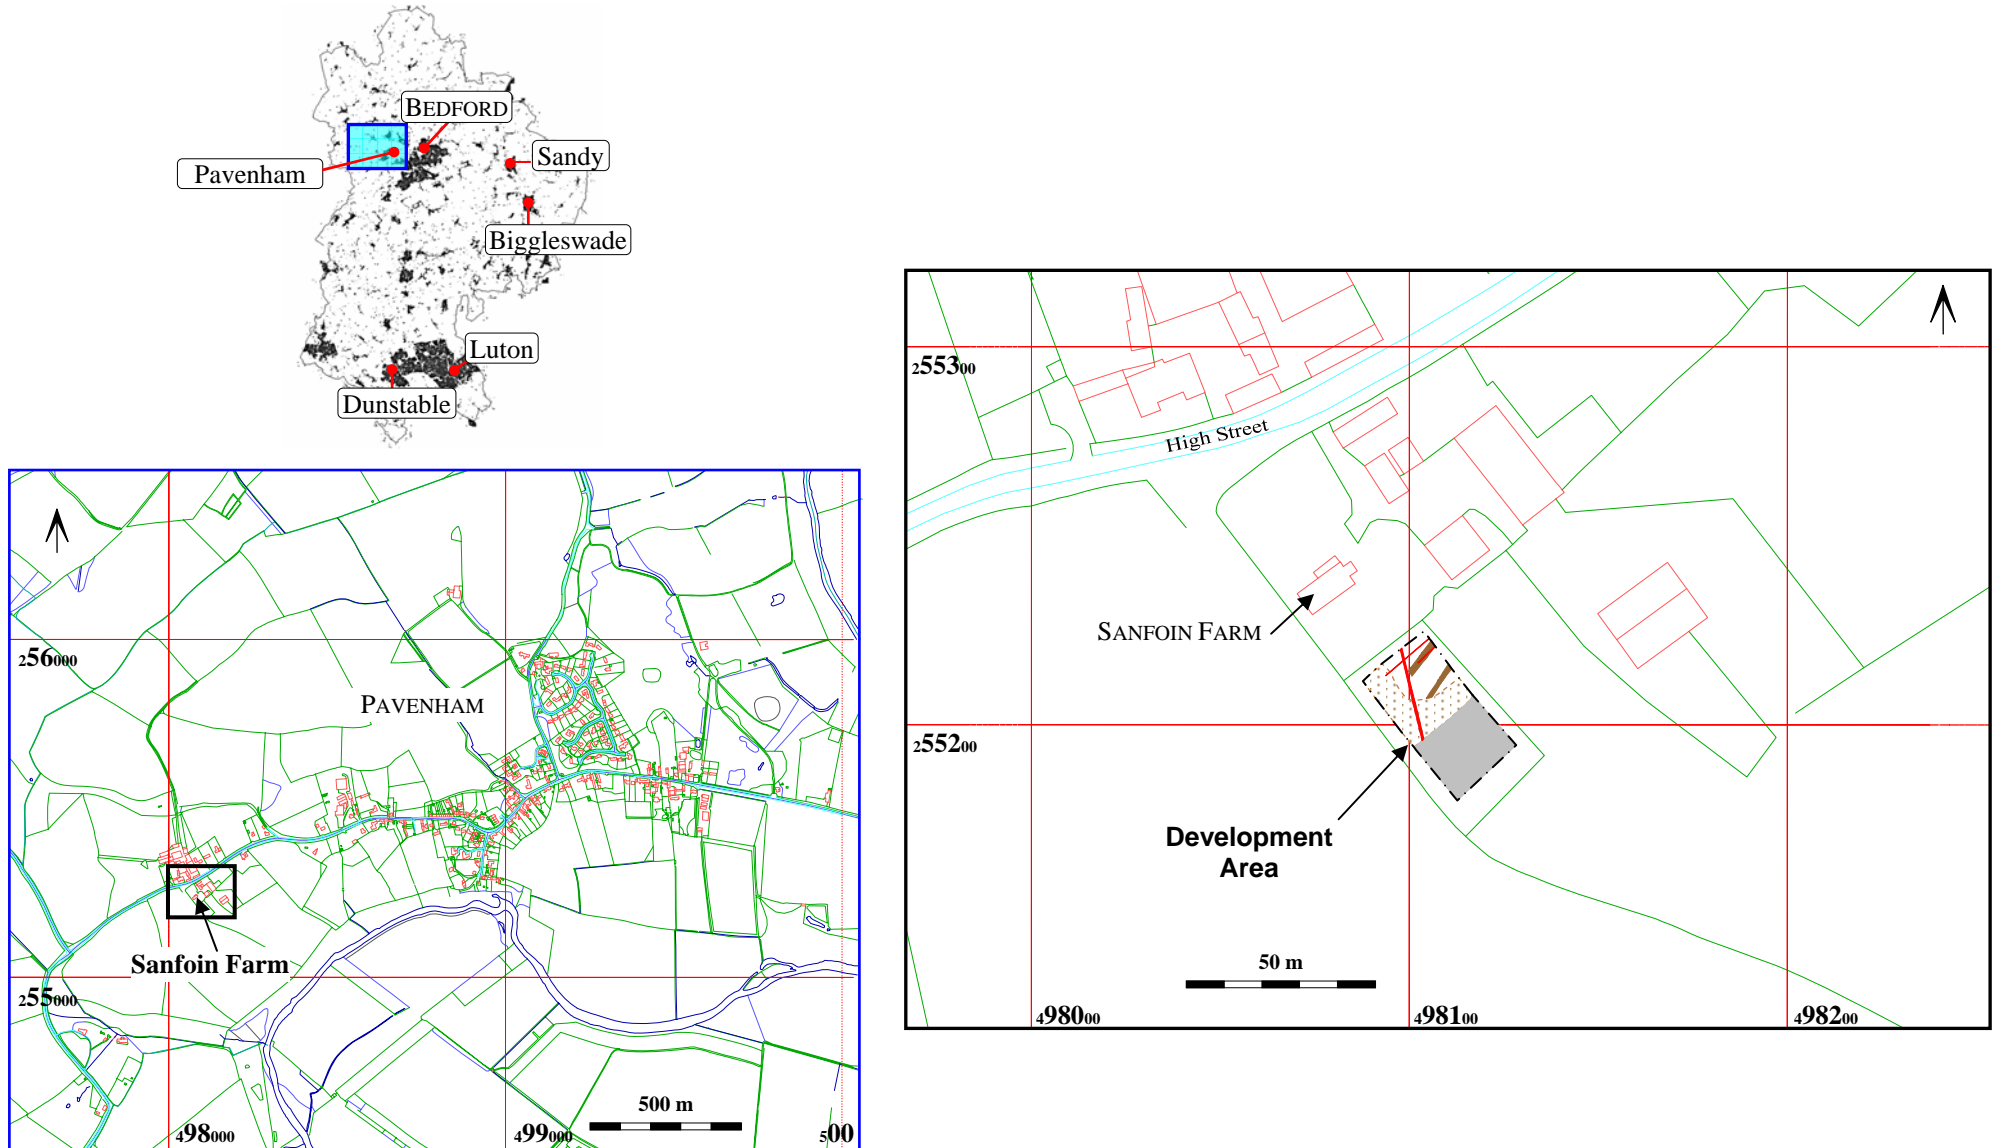 BEDFORD
Pavenham
Sandy
Biggleswade
Luton
Dunstable
256000
PAVENHAM
Sanfoin Farm
255000
500 m
498000
499000
500
255300
High Street
SANFOIN FARM
255200
Development
Area
50 m
498000
498100
498200